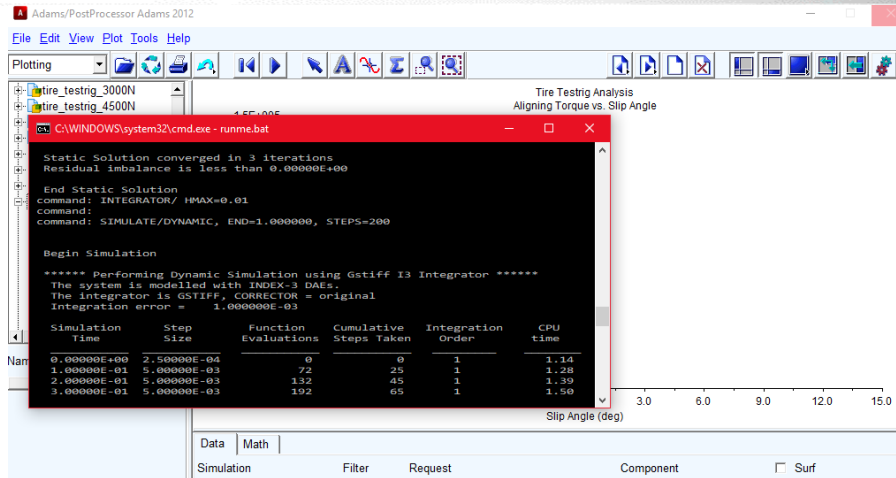 Adams/PostProcessor Adams 2012
File Edit View Plot Tools Help
Plotting
tire_testrig_3000N
tire_testrig_4500N
Tire Testrig Analysis
Aligning Torque vs. Slip Angle
C:\WINDOWS\system32\cmd.exe - runme.bat
Static Solution converged in 3 iterations
Residual imbalance is less than 0.00000E+00
End Static Solution
command: INTEGRATOR/ HMAX=0.01
command:
command: SIMULATE/DYNAMIC, END=1.000000, STEPS=200
Begin Simulation
****** Performing Dynamic Simulation using Gstiff I3 Integrator ******
The system is modelled with INDEX-3 DAEs.
The integrator is GSTIFF, CORRECTOR = original
Integration error = 1.000000E-03
Simulation Step Function Cumulative Integration CPU
Time Size Evaluations Steps Taken Order time
0.00000E+00 2.50000E-04 0 0 1 1.14
1.00000E-01 5.00000E-03 72 25 1 1.28
2.00000E-01 5.00000E-03 132 45 1 1.39
3.00000E-01 5.00000E-03 192 65 1 1.50
Nam
3.0 6.0 9.0 12.0 15.0
Slip Angle (deg)
Data Math
Simulation Filter Request Component Surf